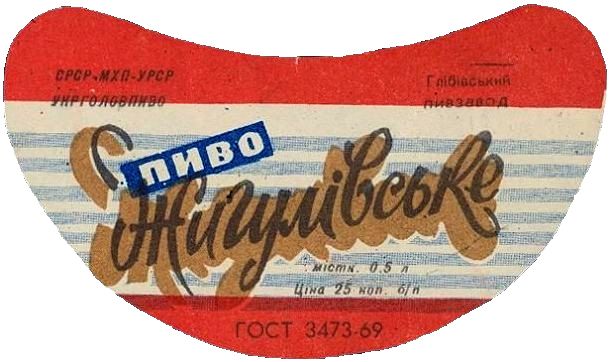 СРСР-МХП-УРСР
УКРГОЛОВПИВО
Глібівський
пивзавод
ПИВО
Жигулівське
містк. 0,5 л
Ціна 25 коп. б/п
ГОСТ 3473-69